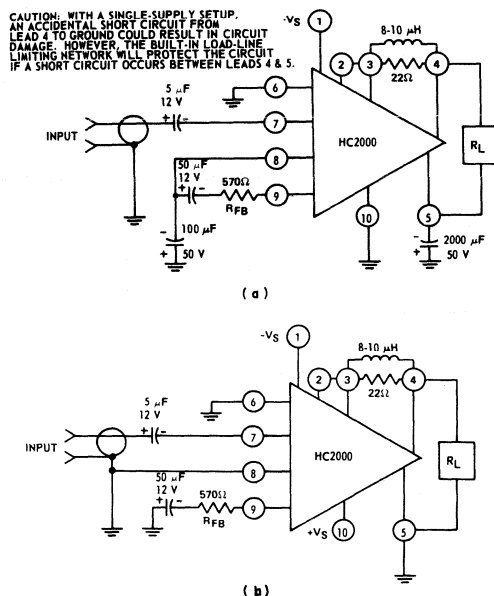 CAUTION: WITH A SINGLE-SUPPLY SETUP,
AN ACCIDENTAL SHORT CIRCUIT FROM
LEAD 4 TO GROUND COULD RESULT IN CIRCUIT
DAMAGE. HOWEVER, THE BUILT-IN LOAD-LINE
LIMITING NETWORK WILL PROTECT THE CIRCUIT
IF A SHORT CIRCUIT OCCURS BETWEEN LEADS 4 & 5.
-VS
1
8-10 μH
2
3
4
22Ω
5 μF
12 V
+ -
6
7
INPUT
8
HC2000
RL
50 μF
12 V
+ -
570Ω
RFB
9
10
5
-
100 μF
+
50 V
-
2000 μF
+
50 V
(a)
-VS
1
8-10 μH
2
3
4
22Ω
5 μF
12 V
+ -
6
7
INPUT
8
HC2000
RL
50 μF
12 V
+ -
570Ω
RFB
9
+VS
10
5
(b)